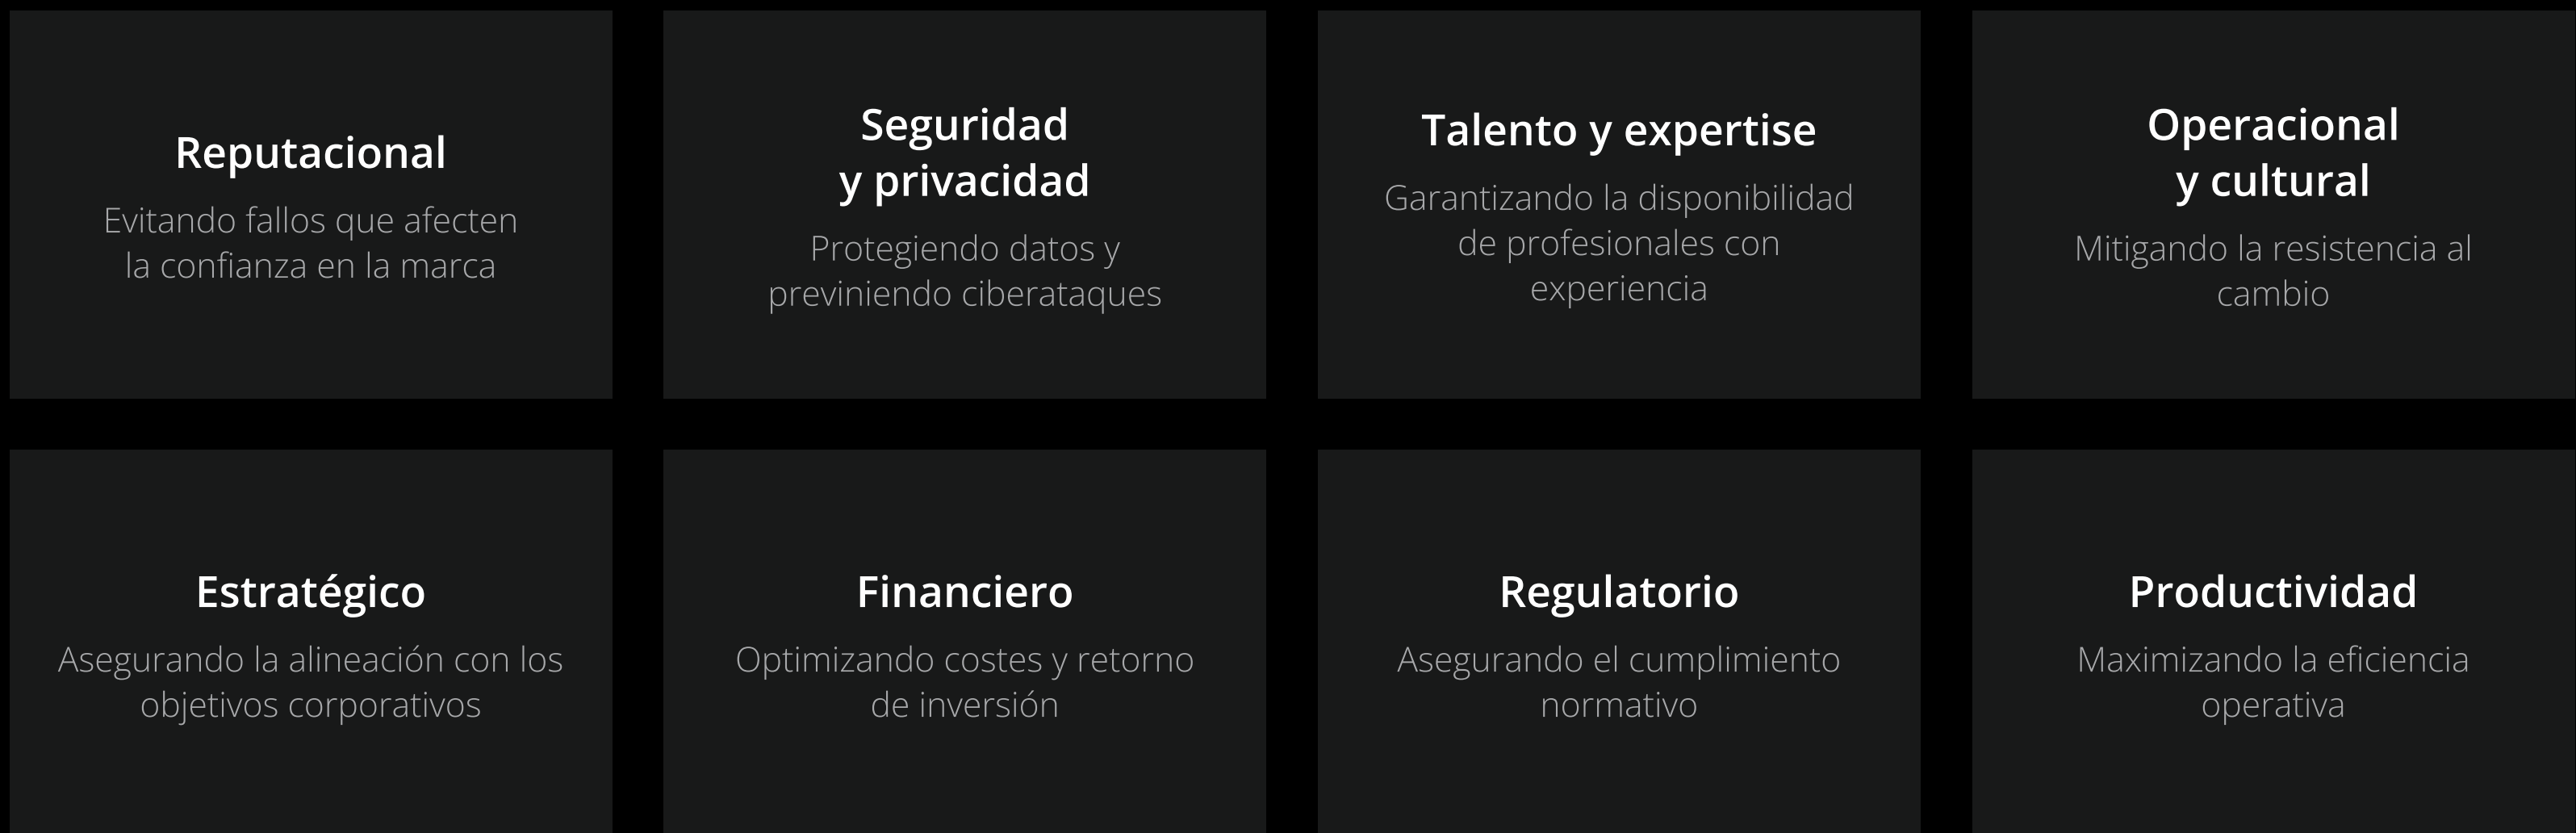 Reputacional
Evitando fallos que afecten
la confianza en la marca
Seguridad
y privacidad
Protegiendo datos y
previniendo ciberataques
Talento y expertise
Garantizando la disponibilidad
de profesionales con
experiencia
Operacional
y cultural
Mitigando la resistencia al
cambio
Estratégico
Asegurando la alineación con los
objetivos corporativos
Financiero
Optimizando costes y retorno
de inversión
Regulatorio
Asegurando el cumplimiento
normativo
Productividad
Maximizando la eficiencia
operativa